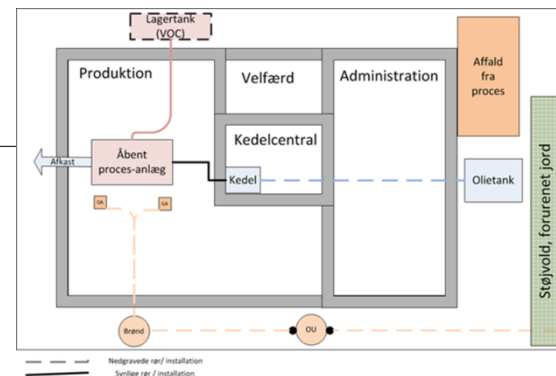 Lagertank
(VOC)
Produktion
Velfærd
Administration
Affald
fra
proces
Kedelcentral
Afkast
Åbent
proces-anlæg
Kedel
Olietank
GA
GA
Støjvold, forurenet jord
Brønd
OU
Nedgravede rør/ installation
Synlige rør / installation